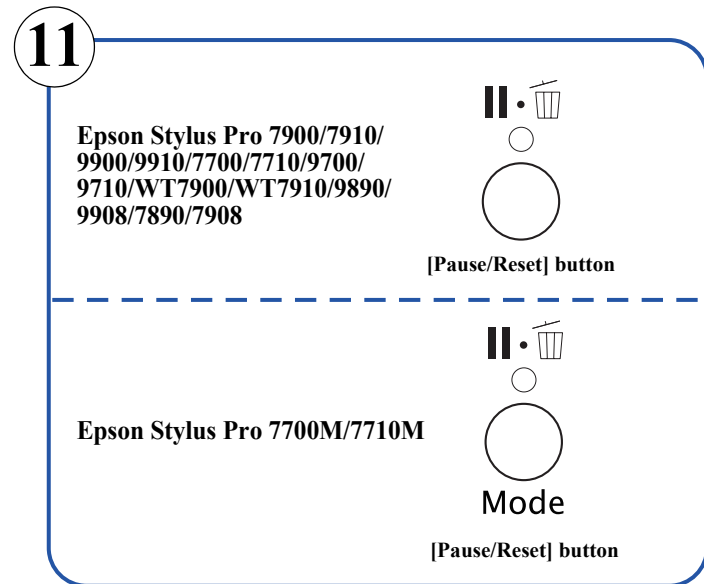 11
Epson Stylus Pro 7900/7910/
9900/9910/7700/7710/9700/
9710/WT7900/WT7910/9890/
9908/7890/7908
[Pause/Reset] button
Epson Stylus Pro 7700M/7710M
Mode
[Pause/Reset] button